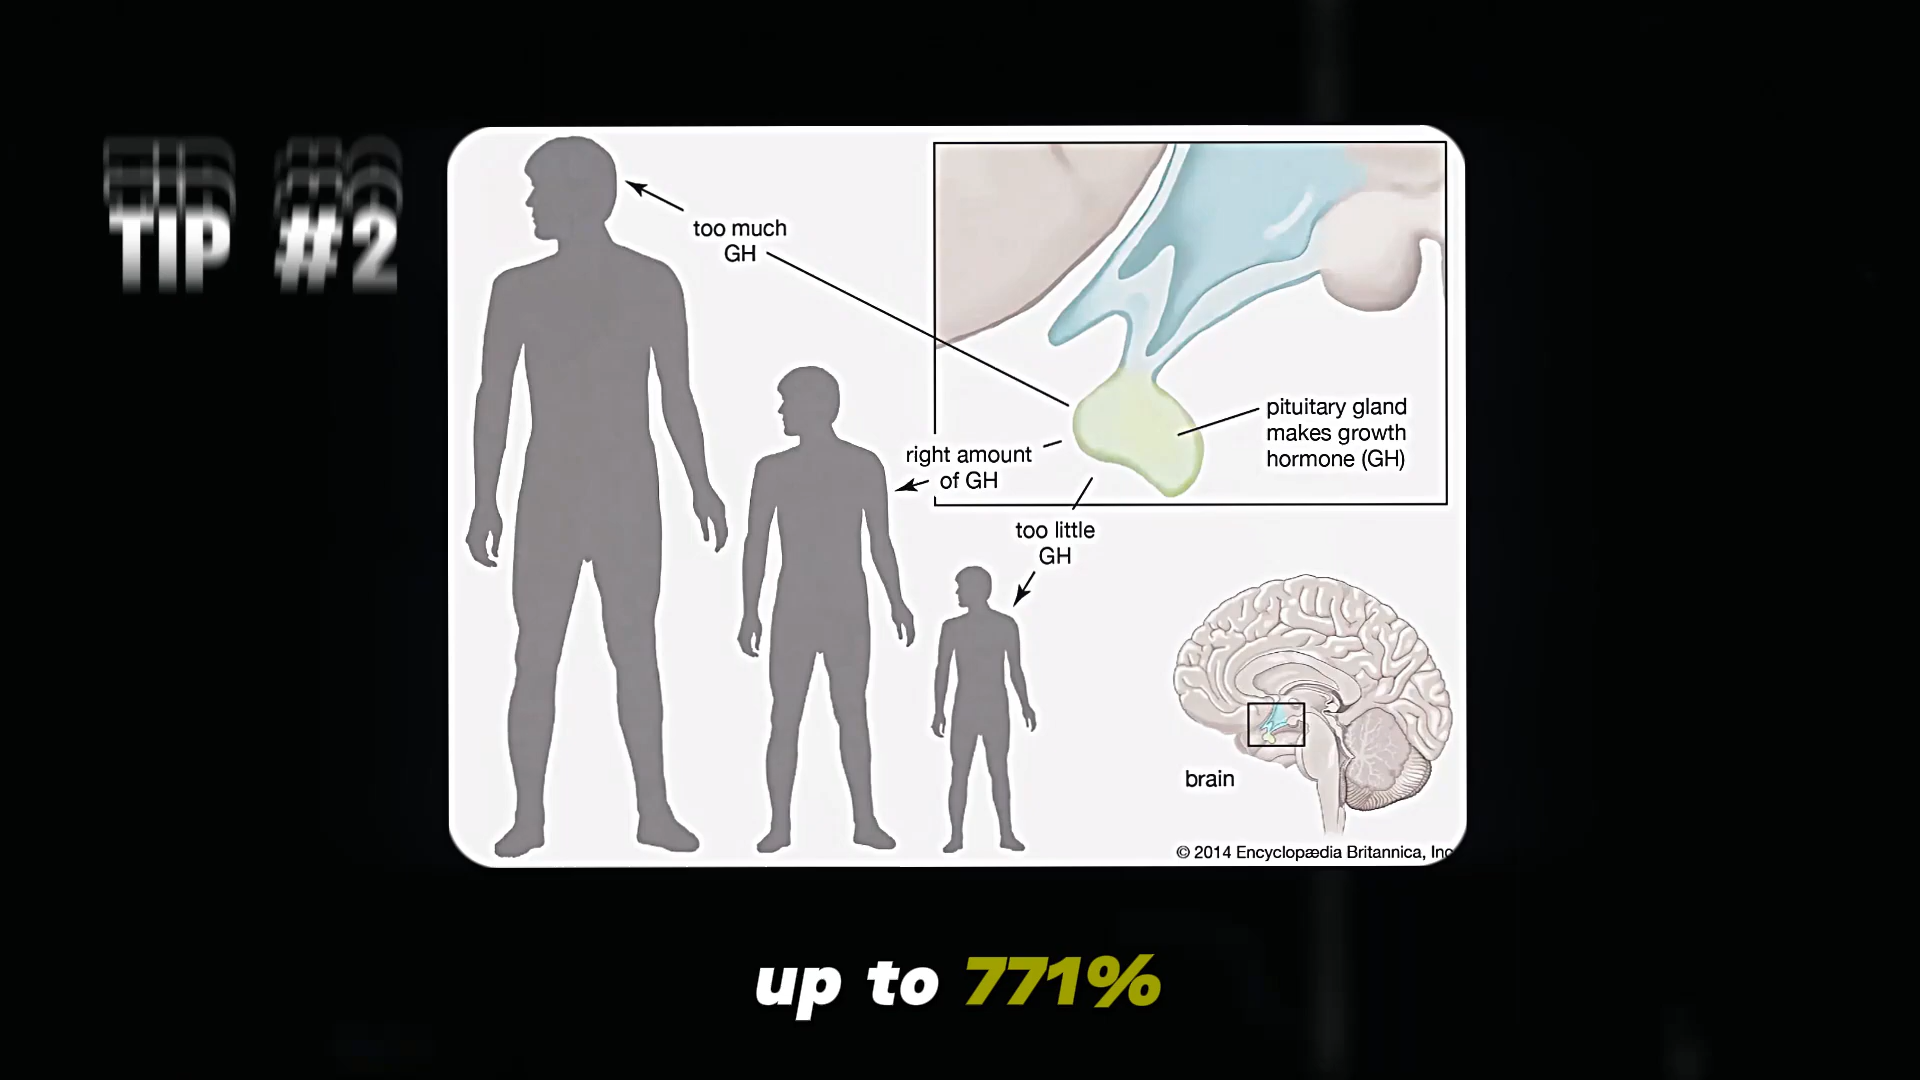 TIP #2
too much
GH
right amount
of GH
too little
GH
pituitary gland
makes growth
hormone (GH)
brain
© 2014 Encyclopædia Britannica, Inc
up to 771%